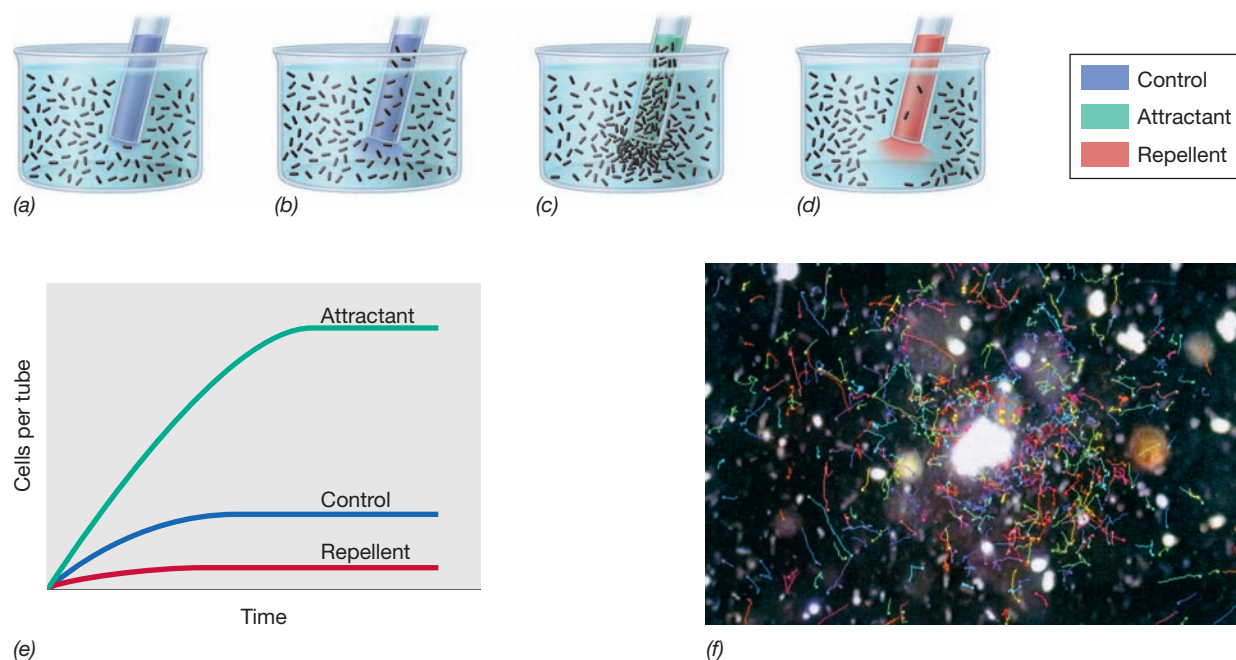 (a)
(b)
(c)
(d)
Control
Attractant
Repellent
Attractant
Control
Repellent
Cells per tube
Time
(e)
(f)